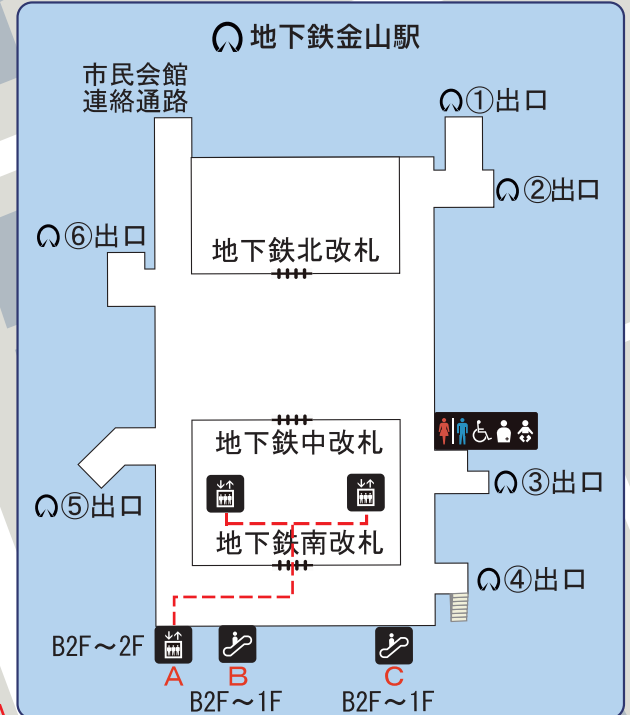 地下鉄金山駅
市民会館
連絡通路
①出口
②出口
⑥出口
地下鉄北改札
地下鉄中改札
③出口
⑤出口
地下鉄南改札
④出口
B2F～2F
A
B
C
B2F～1F
B2F～1F